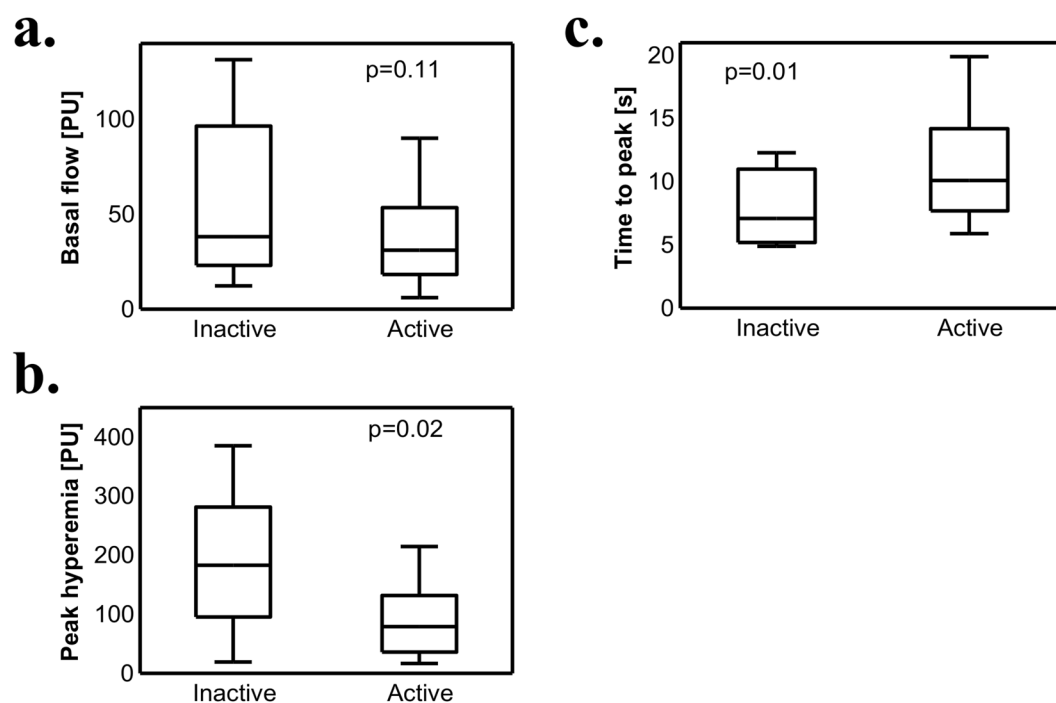 a.
Basal flow [PU]
100
50
0
p=0.11
Inactive Active
c.
Time to peak [s]
20
15
10
5
0
p=0.01
Inactive Active
b.
Peak hyperemia [PU]
400
300
200
100
0
p=0.02
Inactive Active